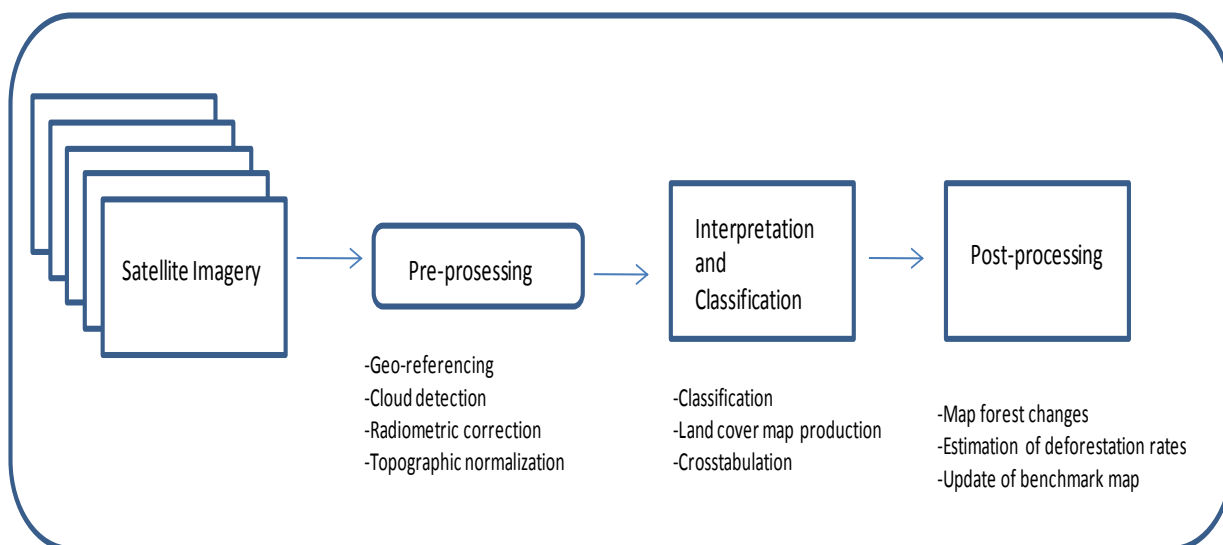 Satellite Imagery
Pre-prosessing
Interpretation
and
Classification
Post-processing
-Geo-referencing
-Cloud detection
-Radiometric correction
-Topographic normalization
-Classification
-Land cover map production
-Crosstabulation
-Map forest changes
-Estimation of deforestation rates
-Update of benchmark map